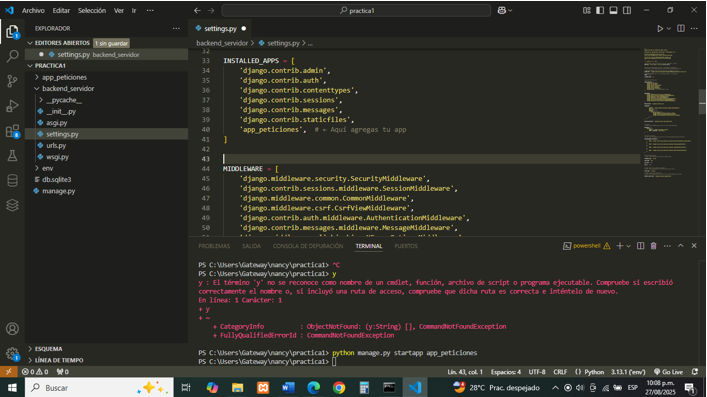 Archivo Editar Selección Ver Ir ··· practica1
EXPLORADOR ···
EDITORES ABIERTOS 1 sin guardar
settings.py backend_servidor
PRACTICA1
app_peticiones
backend_servidor
__pycache__
__init__.py
asgi.py
settings.py
urls.py
wsgi.py
env
db.sqlite3
manage.py
ESQUEMA
LÍNEA DE TIEMPO
settings.py
backend_servidor > settings.py > ...
32
33 INSTALLED_APPS = [
34 'django.contrib.admin',
35 'django.contrib.auth',
36 'django.contrib.contenttypes',
37 'django.contrib.sessions',
38 'django.contrib.messages',
39 'django.contrib.staticfiles',
40 'app_peticiones', # ← Aquí agregas tu app
41 ]
42
43
44 MIDDLEWARE = [
45 'django.middleware.security.SecurityMiddleware',
46 'django.contrib.sessions.middleware.SessionMiddleware',
47 'django.middleware.common.CommonMiddleware',
48 'django.middleware.csrf.CsrfViewMiddleware',
49 'django.contrib.auth.middleware.AuthenticationMiddleware',
50 'django.contrib.messages.middleware.MessageMiddleware',
PROBLEMAS SALIDA CONSOLA DE DEPURACIÓN TERMINAL PUERTOS powershell
PS C:\Users\Gateway\nancy\practica1> ^C
PS C:\Users\Gateway\nancy\practica1> y
y : El término 'y' no se reconoce como nombre de un cmdlet, función, archivo de script o programa ejecutable. Compruebe si escribió
correctamente el nombre o, si incluyó una ruta de acceso, compruebe que dicha ruta es correcta e inténtelo de nuevo.
En línea: 1 Carácter: 1
+ y
+ ~
+ CategoryInfo : ObjectNotFound: (y:String) [], CommandNotFoundException
+ FullyQualifiedErrorId : CommandNotFoundException
PS C:\Users\Gateway\nancy\practica1> python manage.py startapp app_peticiones
PS C:\Users\Gateway\nancy\practica1>
0 0 0 Lín. 43, col. 1 Espacios: 4 UTF-8 CRLF {} Python 3.13.1 ('env') Go Live
Buscar 28°C Prac. despejado ESP 10:08 p.m.
27/08/2025